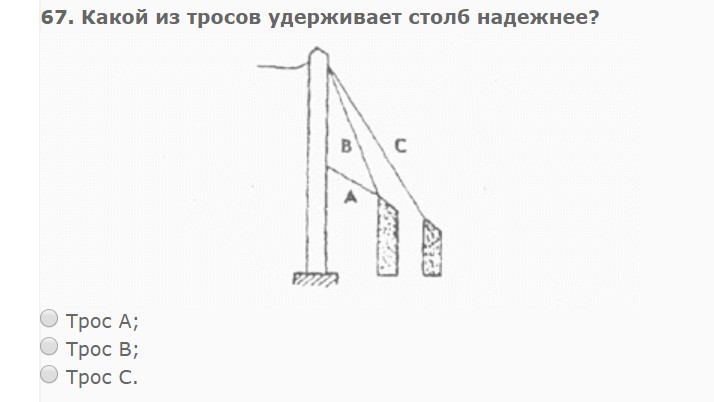 67. Какой из тросов удерживает столб надежнее?
B C
A
Трос A;
Трос B;
Трос C.